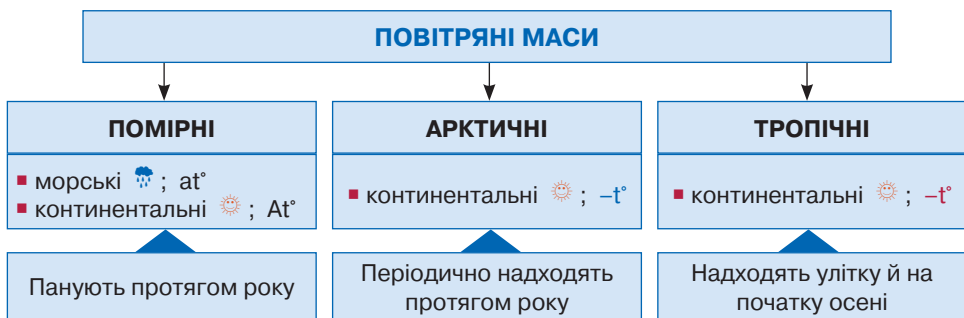 ПОВІТРЯНІ МАСИ
ПОМІРНІ
морські ; at°
континентальні ; At°
Панують протягом року
АРКТИЧНІ
континентальні ; –t°
Періодично надходять
протягом року
ТРОПІЧНІ
континентальні ; –t°
Надходять улітку й на
початку осені